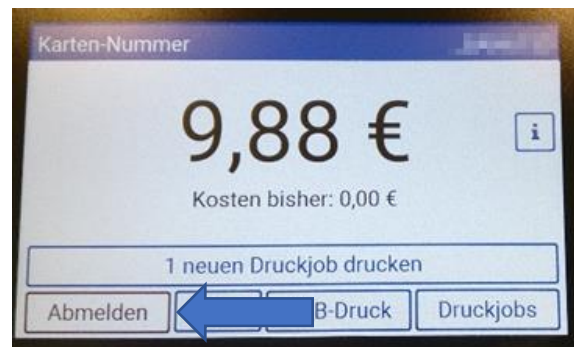 Karten-Nummer
9,88 €
i
Kosten bisher: 0,00 €
1 neuen Druckjob drucken
Abmelden B-Druck Druckjobs